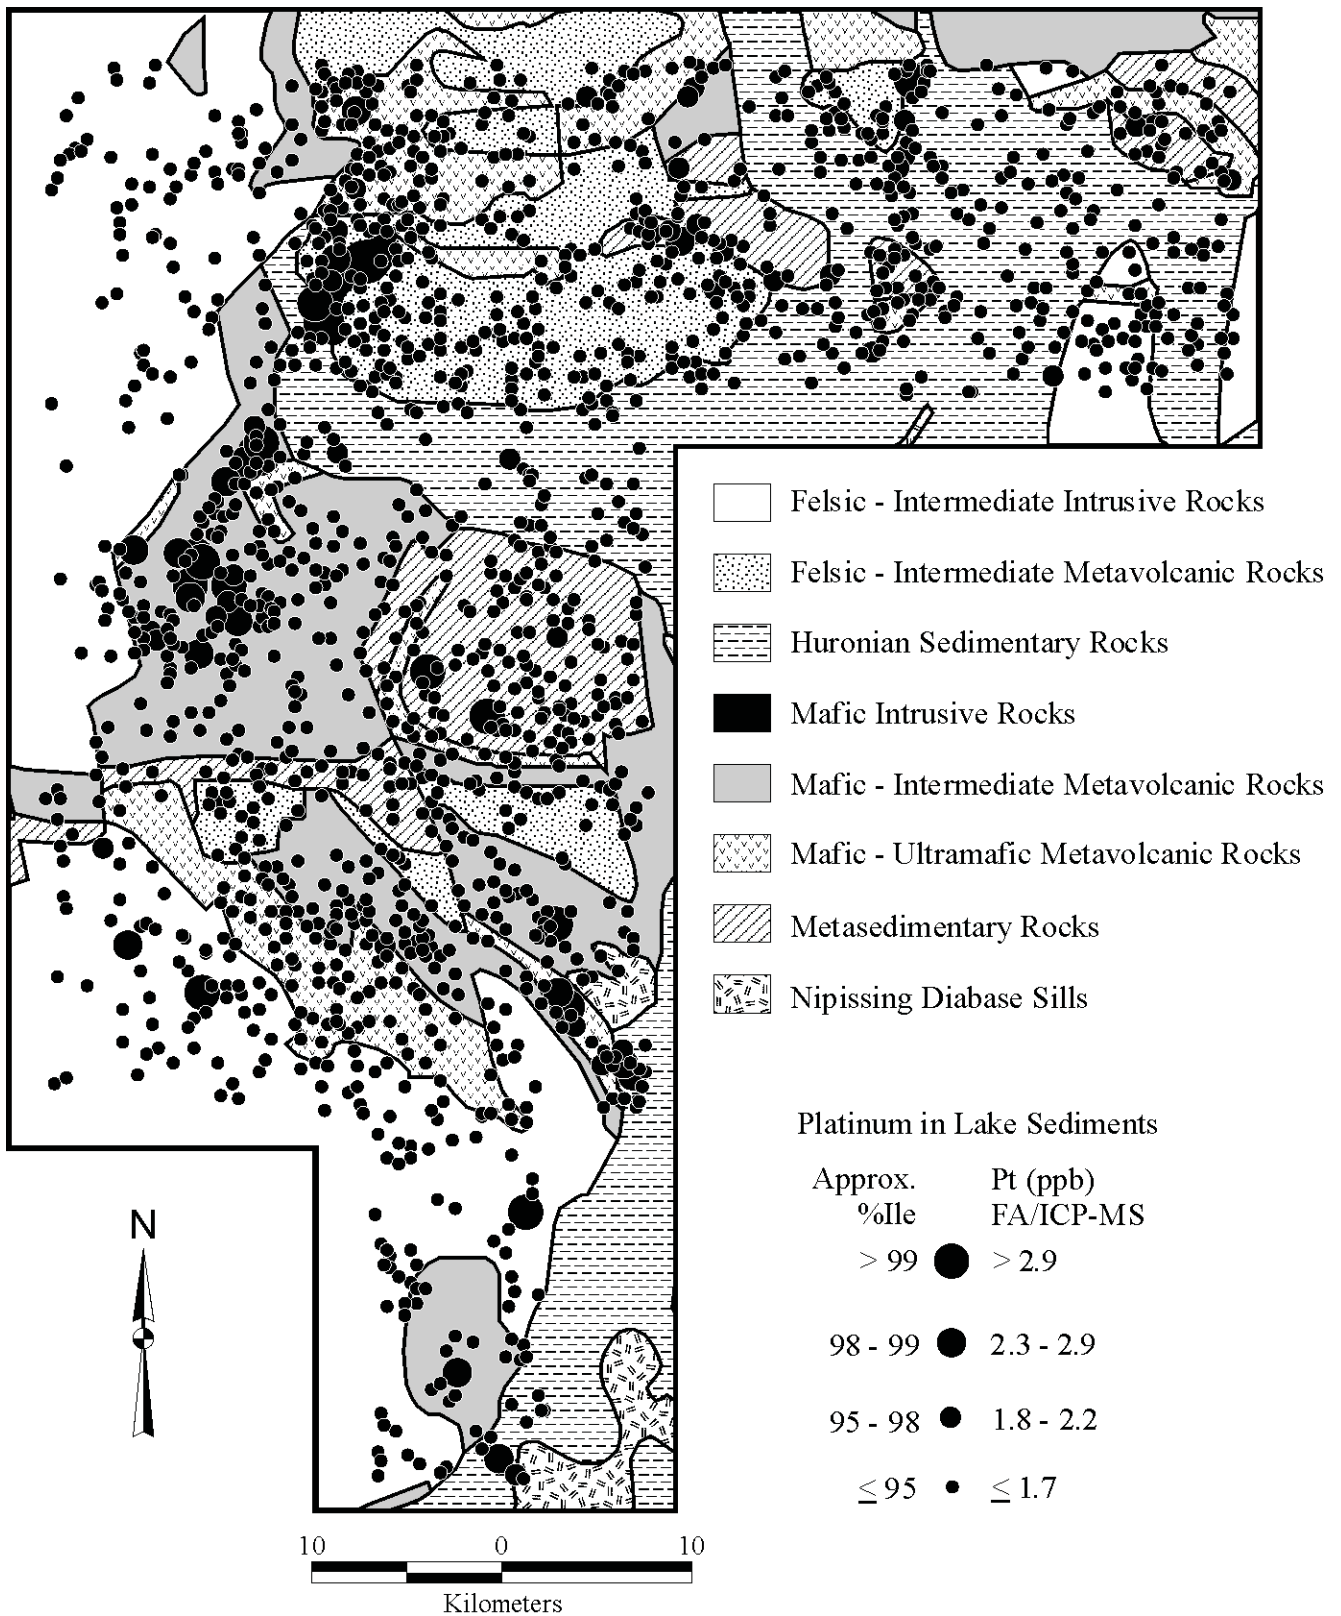 Felsic - Intermediate Intrusive Rocks
Felsic - Intermediate Metavolcanic Rocks
Huronian Sedimentary Rocks
Mafic Intrusive Rocks
Mafic - Intermediate Metavolcanic Rocks
Mafic - Ultramafic Metavolcanic Rocks
Metasedimentary Rocks
Nipissing Diabase Sills
Platinum in Lake Sediments
Approx. Pt (ppb)
%Ile FA/ICP-MS
> 99 > 2.9
98 - 99 2.3 - 2.9
95 - 98 1.8 - 2.2
≤ 95 ≤ 1.7
N
10 0 10
Kilometers